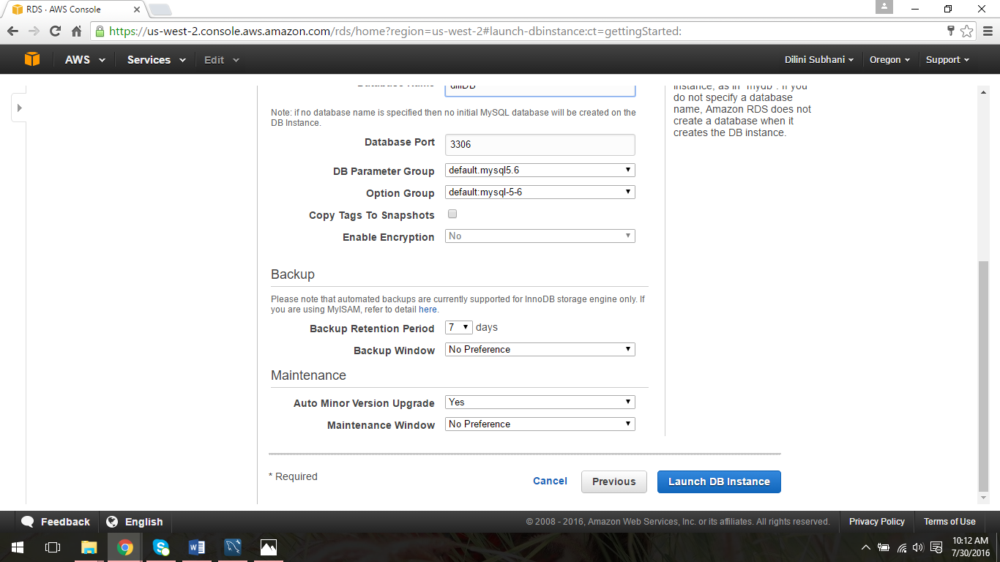 RDS · AWS Console
https://us-west-2.console.aws.amazon.com/rds/home?region=us-west-2#launch-dbinstance:ct=gettingStarted:
AWS Services Edit Dilini Subhani Oregon Support
Database Name diliDB
instance, as in "mydb". If you
do not specify a database
name, Amazon RDS does not
create a database when it
creates the DB instance.
Note: if no database name is specified then no initial MySQL database will be created on the
DB Instance.
Database Port 3306
DB Parameter Group default.mysql5.6
Option Group default:mysql-5-6
Copy Tags To Snapshots
Enable Encryption No
Backup
Please note that automated backups are currently supported for InnoDB storage engine only. If
you are using MyISAM, refer to detail here.
Backup Retention Period 7 days
Backup Window No Preference
Maintenance
Auto Minor Version Upgrade Yes
Maintenance Window No Preference
* Required Cancel Previous Launch DB Instance
Feedback English © 2008 - 2016, Amazon Web Services, Inc. or its affiliates. All rights reserved. Privacy Policy Terms of Use
10:12 AM
7/30/2016